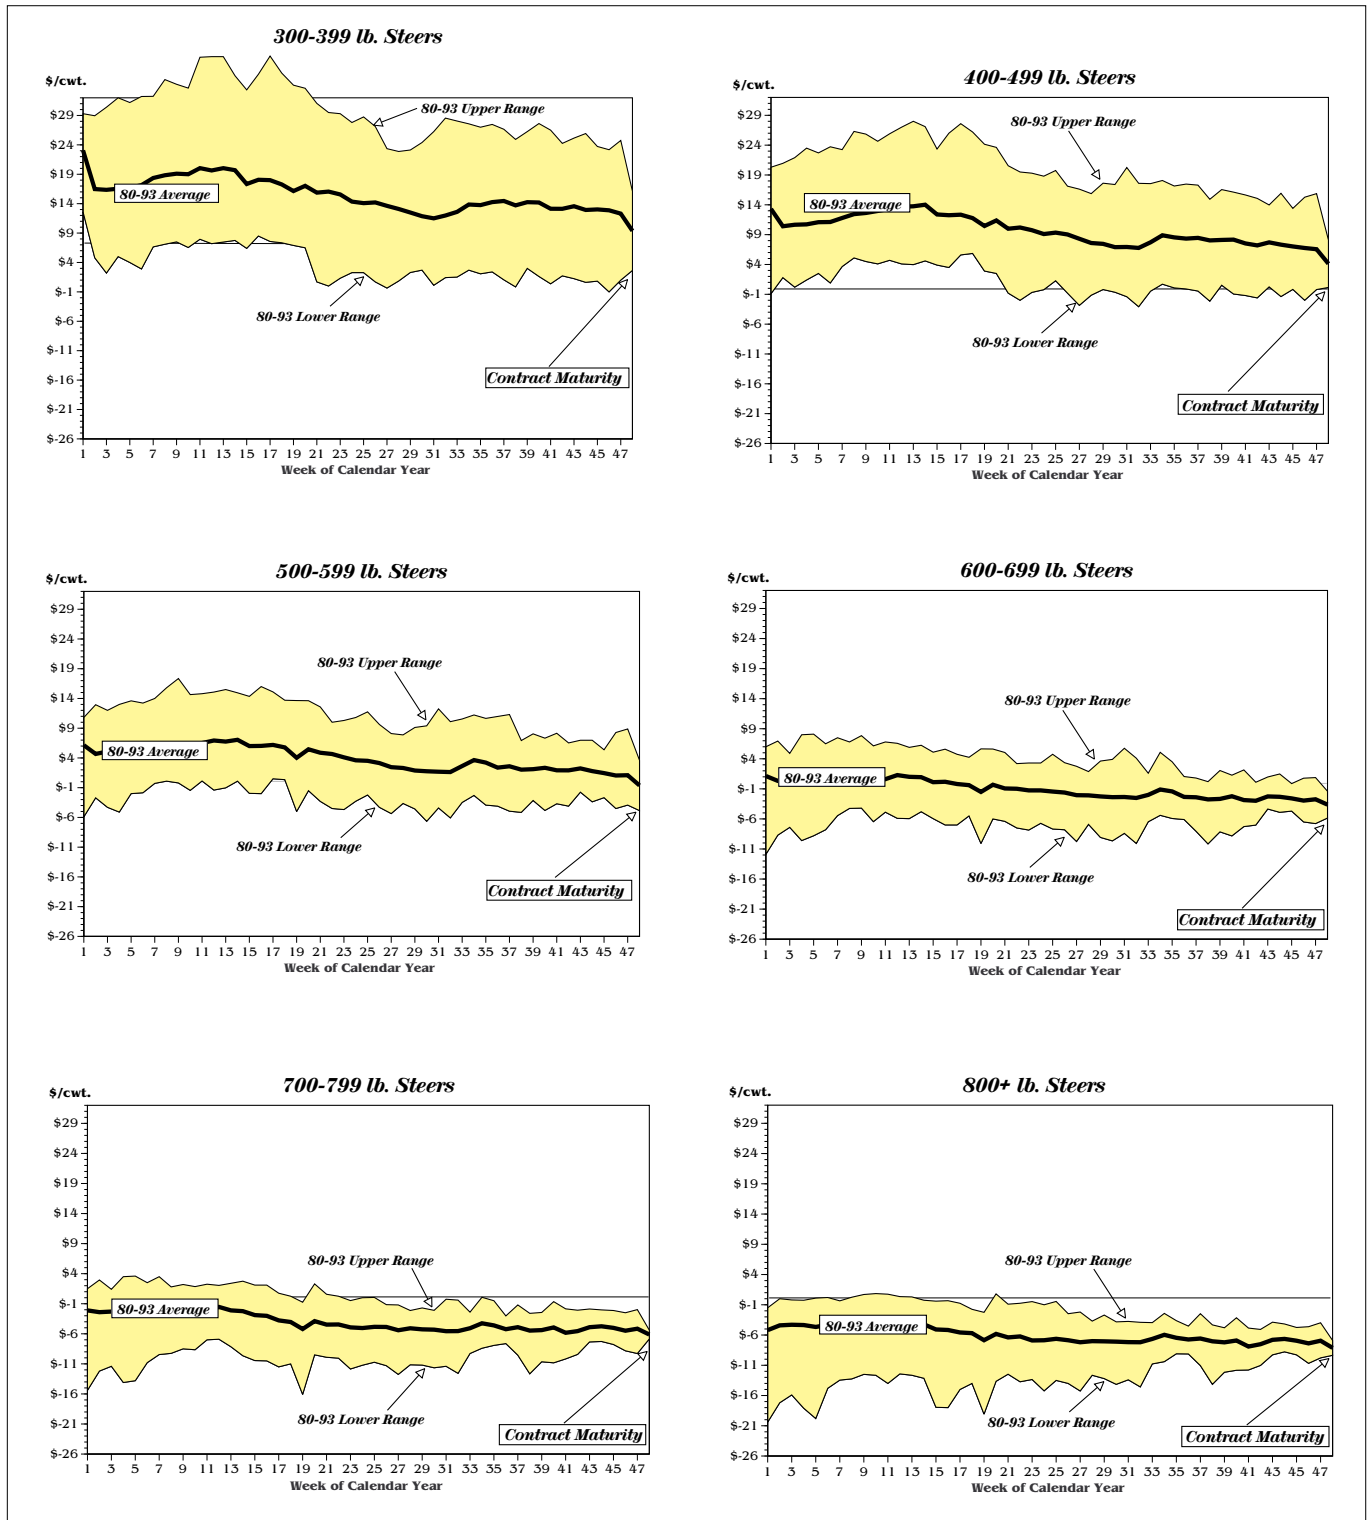 300-399 lb. Steers
$/cwt.
$29
$24
$19
$14
$9
$4
$-1
$-6
$-11
$-16
$-21
$-26
80-93 Upper Range
80-93 Average
80-93 Lower Range
Contract Maturity
1 3 5 7 9 11 13 15 17 19 21 23 25 27 29 31 33 35 37 39 41 43 45 47
Week of Calendar Year
400-499 lb. Steers
$/cwt.
$29
$24
$19
$14
$9
$4
$-1
$-6
$-11
$-16
$-21
$-26
80-93 Upper Range
80-93 Average
80-93 Lower Range
Contract Maturity
1 3 5 7 9 11 13 15 17 19 21 23 25 27 29 31 33 35 37 39 41 43 45 47
Week of Calendar Year
500-599 lb. Steers
$/cwt.
$29
$24
$19
$14
$9
$4
$-1
$-6
$-11
$-16
$-21
$-26
80-93 Upper Range
80-93 Average
80-93 Lower Range
Contract Maturity
1 3 5 7 9 11 13 15 17 19 21 23 25 27 29 31 33 35 37 39 41 43 45 47
Week of Calendar Year
600-699 lb. Steers
$/cwt.
$29
$24
$19
$14
$9
$4
$-1
$-6
$-11
$-16
$-21
$-26
80-93 Upper Range
80-93 Average
80-93 Lower Range
Contract Maturity
1 3 5 7 9 11 13 15 17 19 21 23 25 27 29 31 33 35 37 39 41 43 45 47
Week of Calendar Year
700-799 lb. Steers
$/cwt.
$29
$24
$19
$14
$9
$4
$-1
$-6
$-11
$-16
$-21
$-26
80-93 Upper Range
80-93 Average
80-93 Lower Range
Contract Maturity
1 3 5 7 9 11 13 15 17 19 21 23 25 27 29 31 33 35 37 39 41 43 45 47
Week of Calendar Year
800+ lb. Steers
$/cwt.
$29
$24
$19
$14
$9
$4
$-1
$-6
$-11
$-16
$-21
$-26
80-93 Upper Range
80-93 Average
80-93 Lower Range
Contract Maturity
1 3 5 7 9 11 13 15 17 19 21 23 25 27 29 31 33 35 37 39 41 43 45 47
Week of Calendar Year